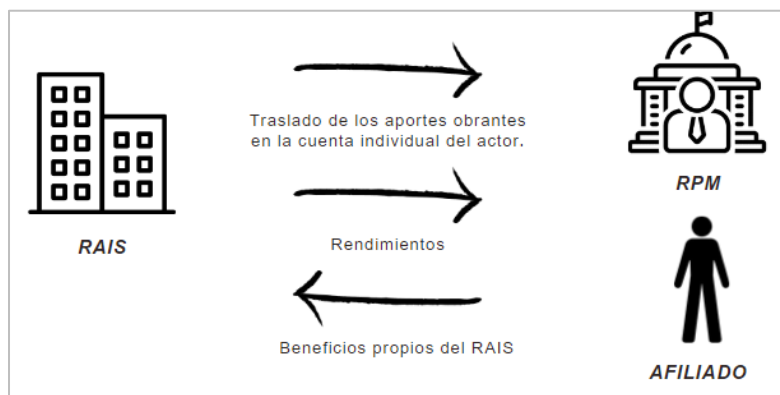 Traslado de los aportes obrantes
en la cuenta individual del actor.
RPM
RAIS
Rendimientos
Beneficios propios del RAIS
AFILIADO